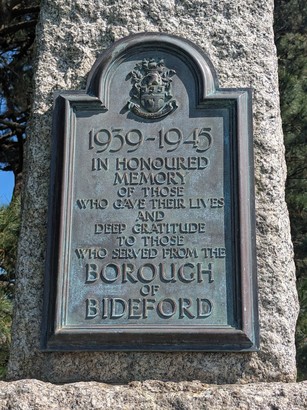 1939-1945
IN HONOURED
MEMORY
OF THOSE
WHO GAVE THEIR LIVES
AND
DEEP GRATITUDE
TO THOSE
WHO SERVED FROM THE
BOROUGH
OF
BIDEFORD